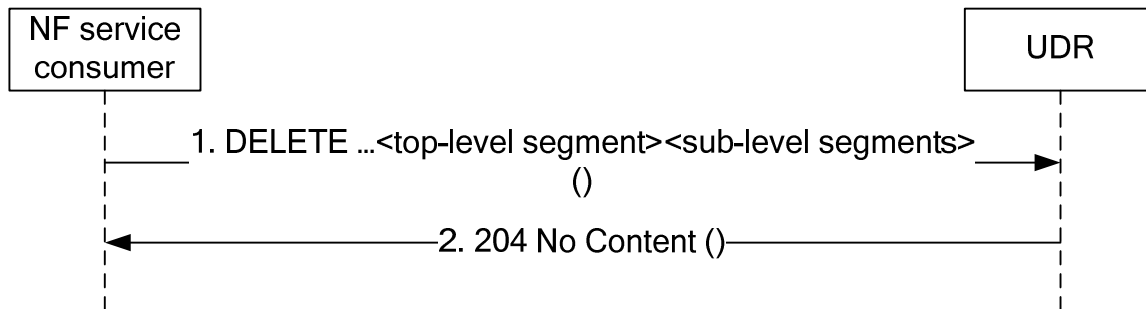 NF service
consumer
UDR
1. DELETE ...<top-level segment><sub-level segments>
()
2. 204 No Content ()